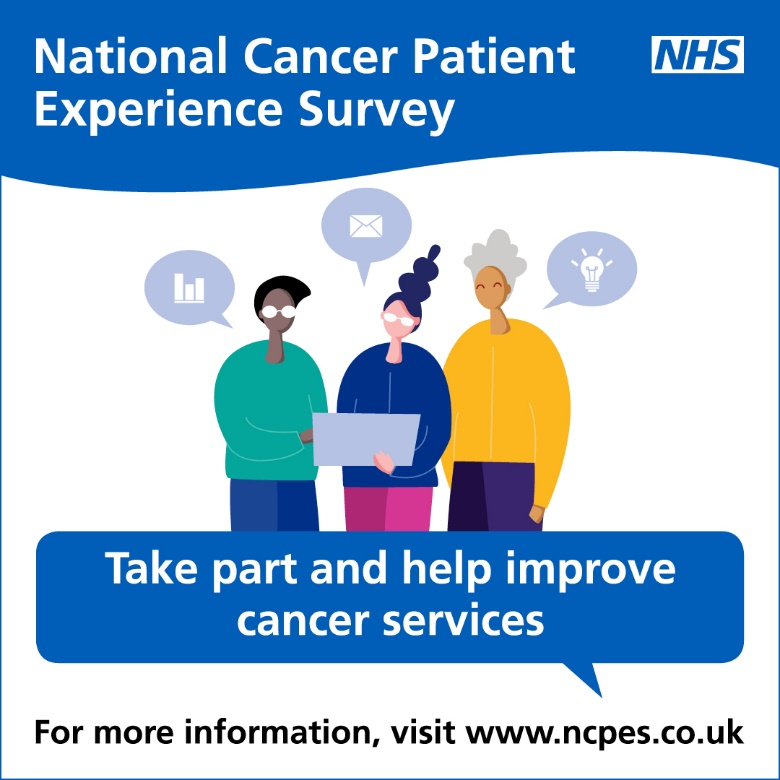 National Cancer Patient
Experience Survey
NHS
Take part and help improve
cancer services
For more information, visit www.ncpes.co.uk